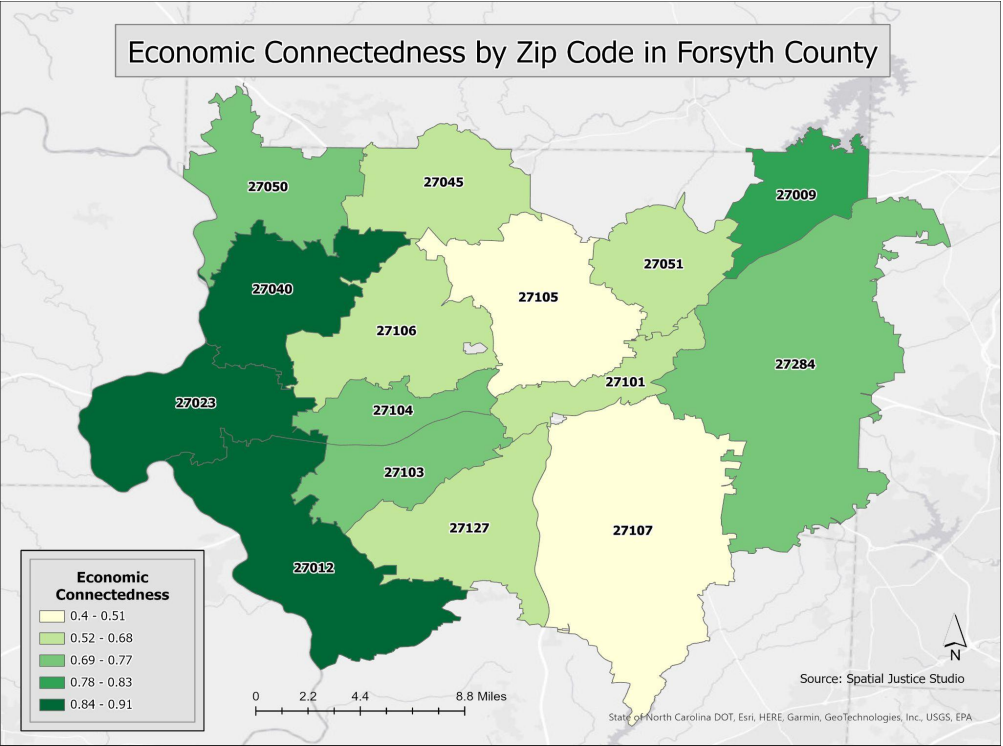 Economic Connectedness by Zip Code in Forsyth County
27050
27045
27009
27051
27040
27105
27106
27284
27101
27023
27104
27103
27127
27107
27012
Economic
Connectedness
0.4 - 0.51
0.52 - 0.68
0.69 - 0.77
0.78 - 0.83
0.84 - 0.91
0 2.2 4.4 8.8 Miles
N
Source: Spatial Justice Studio
State of North Carolina DOT, Esri, HERE, Garmin, GeoTechnologies, Inc., USGS, EPA